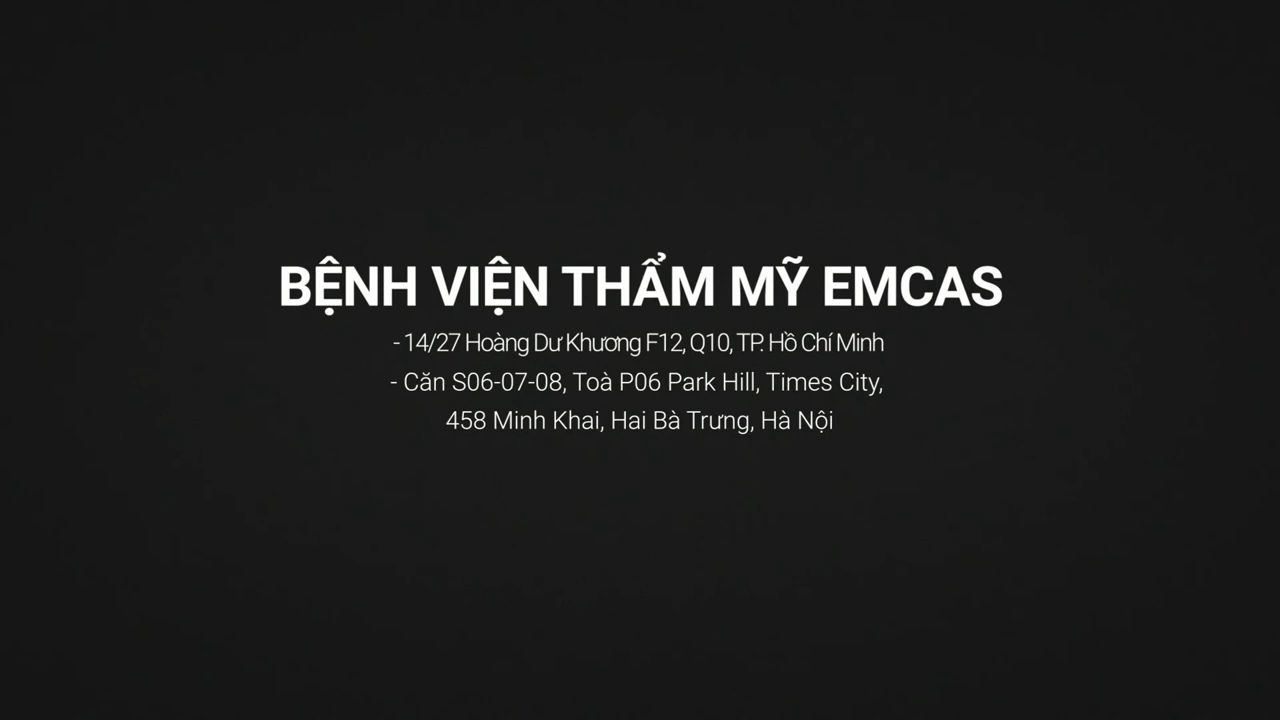 BỆNH VIỆN THẨM MỸ EMCAS
- 14/27 Hoàng Dư Khương F12, Q10, TP. Hồ Chí Minh
- Căn S06-07-08, Toà P06 Park Hill, Times City,
458 Minh Khai, Hai Bà Trưng, Hà Nội